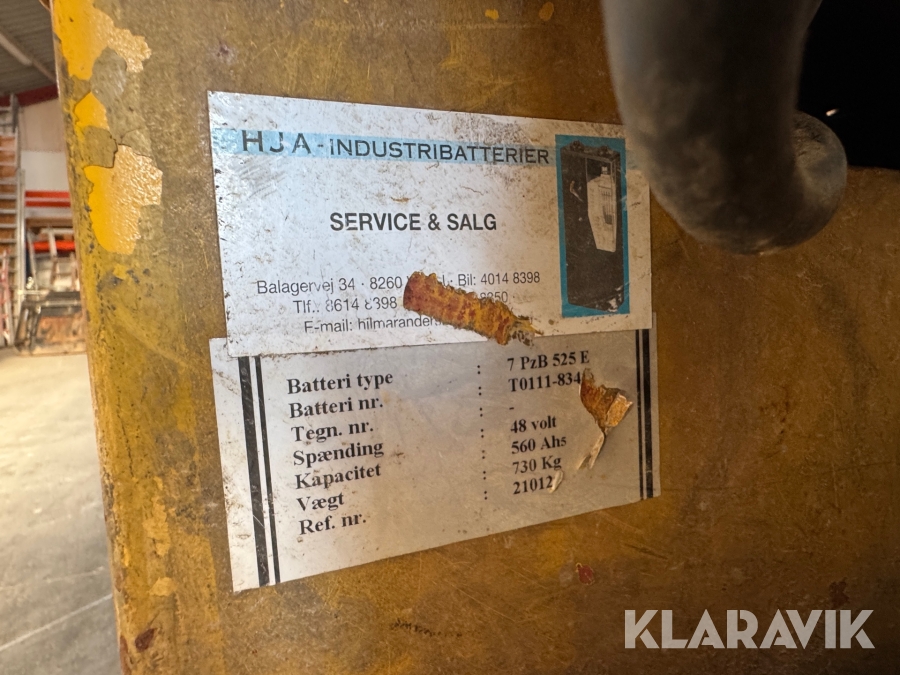 HJA - INDUSTRIBATTERIER
SERVICE & SALG
Balagervej 34 · 8260 · Bil: 4014 8398
Tlf.: 8614 8398
E-mail:
Batteri type : 7 PzB 525 E
Batteri nr. : T0111-834
Tegn. nr. : -
Spænding : 48 volt
Kapacitet : 560 Ahs
Vægt : 730 Kg
Ref. nr. : 21012
KLARAVIK